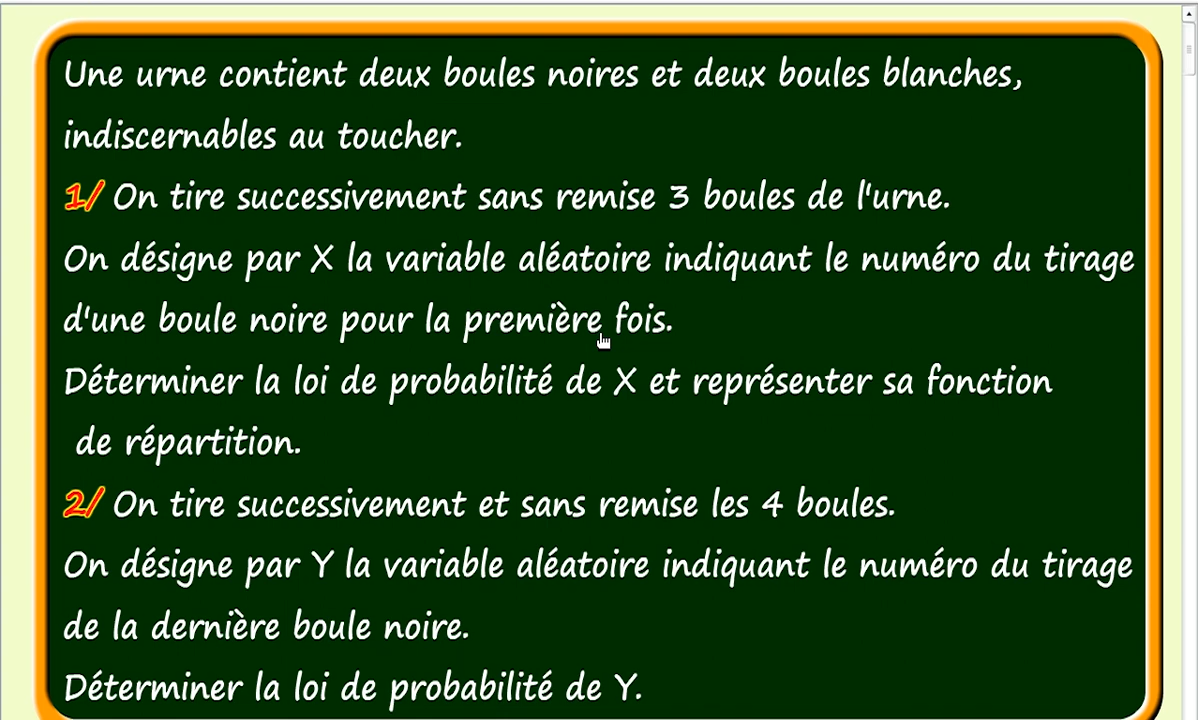 Une urne contient deux boules noires et deux boules blanches,
indiscernables au toucher.
1/ On tire successivement sans remise 3 boules de l'urne.
On désigne par X la variable aléatoire indiquant le numéro du tirage
d'une boule noire pour la première fois.
Déterminer la loi de probabilité de X et représenter sa fonction
de répartition.
2/ On tire successivement et sans remise les 4 boules.
On désigne par Y la variable aléatoire indiquant le numéro du tirage
de la dernière boule noire.
Déterminer la loi de probabilité de Y.